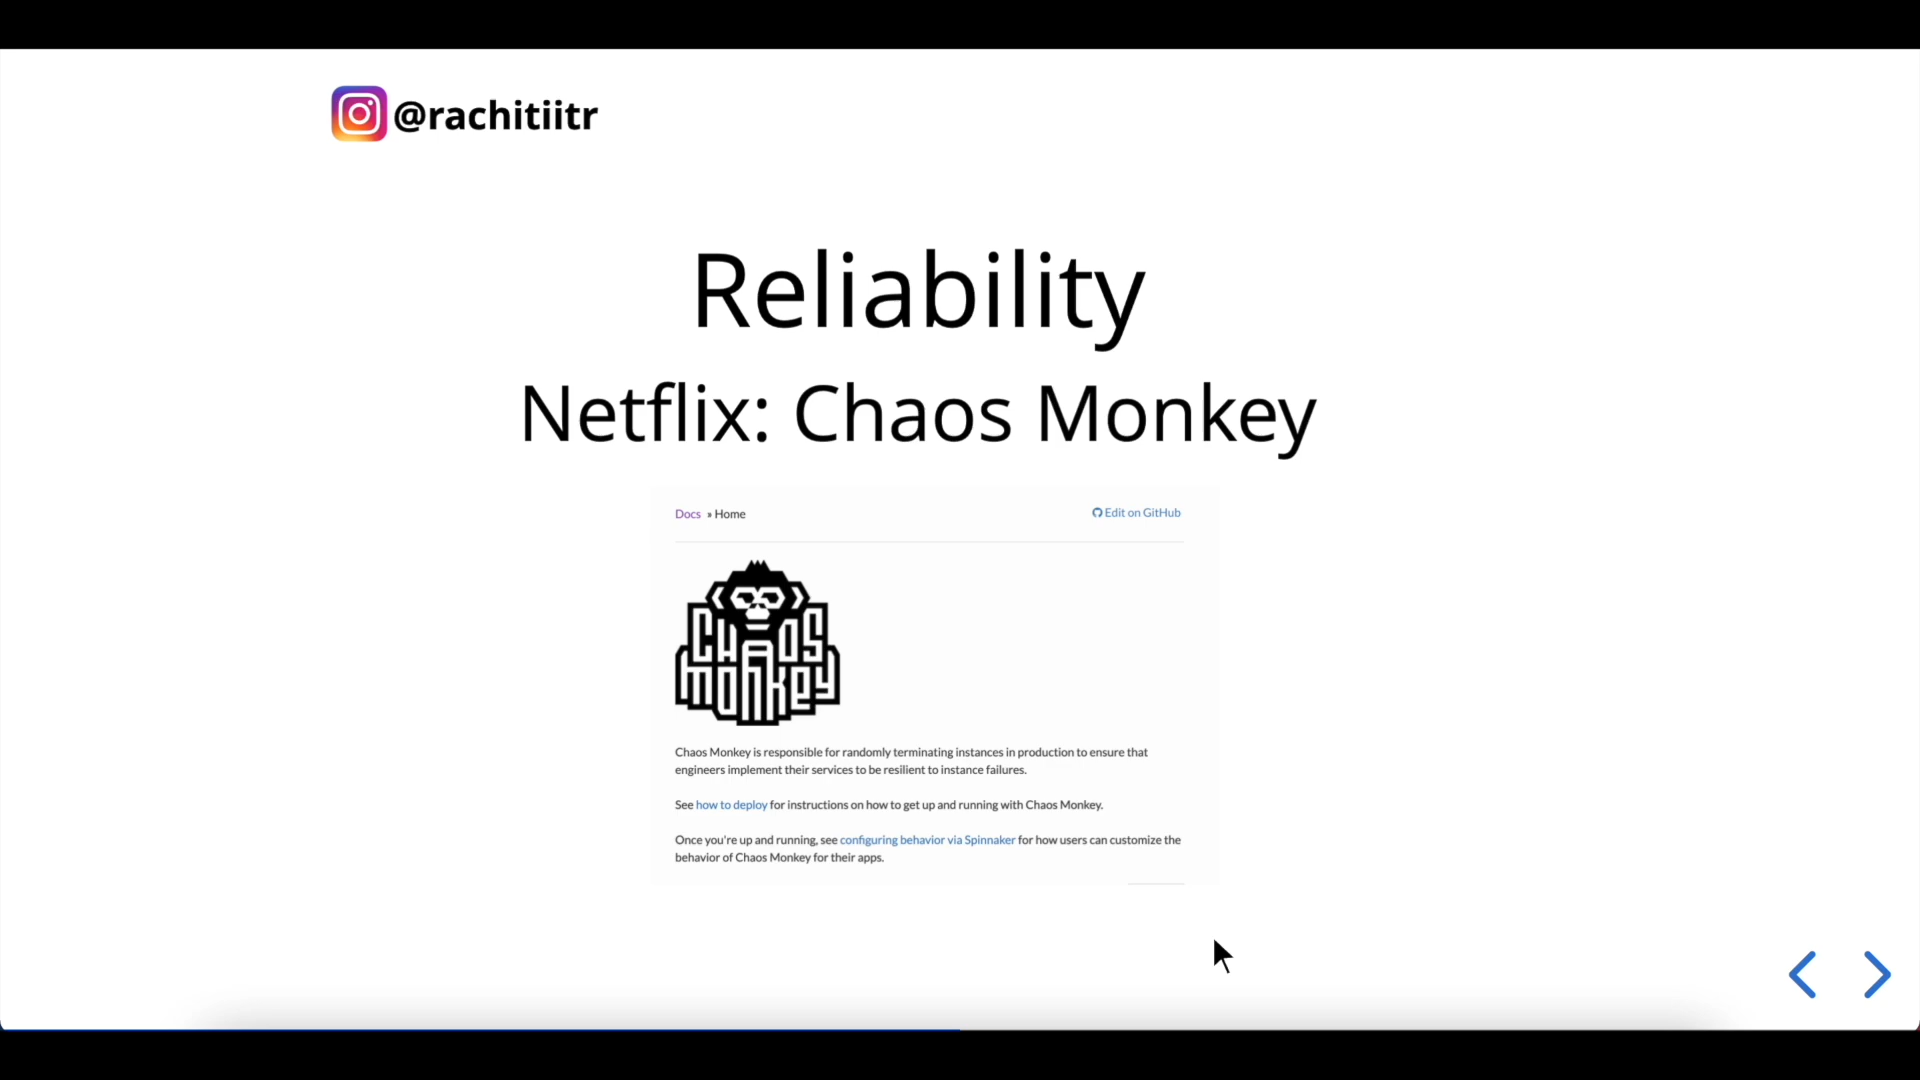 @rachitiitr
Reliability
Netflix: Chaos Monkey
Docs » Home
Edit on GitHub
CHAOS
MONKEY
Chaos Monkey is responsible for randomly terminating instances in production to ensure that
engineers implement their services to be resilient to instance failures.
See how to deploy for instructions on how to get up and running with Chaos Monkey.
Once you're up and running, see configuring behavior via Spinnaker for how users can customize the
behavior of Chaos Monkey for their apps.